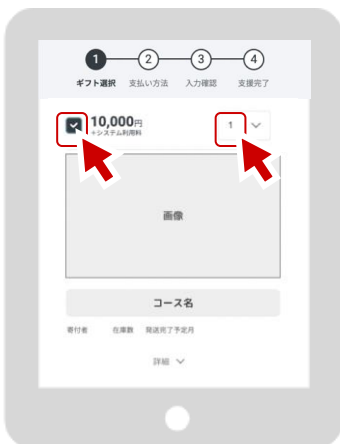 1 2 3 4
ギフト選択 支払い方法 入力確認 支援完了
10,000円 1
+システム利用料
画像
コース名
寄付者 在庫数 発送完了予定月
詳細